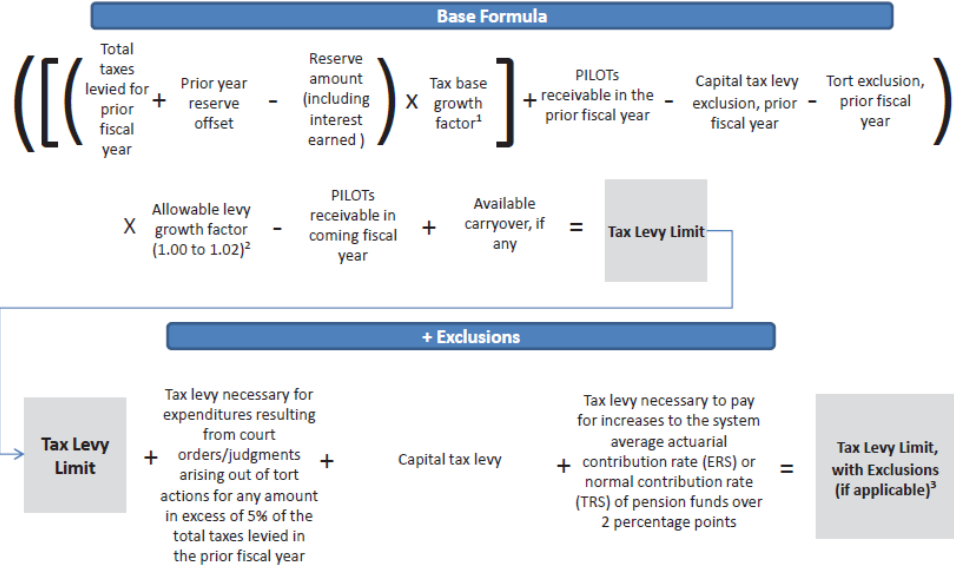 Base Formula
( [ ( Total taxes levied for prior fiscal year + Prior year reserve offset - Reserve amount (including interest earned ) ) X Tax base growth factor¹ ] + PILOTs receivable in the prior fiscal year - Capital tax levy exclusion, prior fiscal year - Tort exclusion, prior fiscal year )
X Allowable levy growth factor (1.00 to 1.02)² - PILOTs receivable in coming fiscal year + Available carryover, if any = Tax Levy Limit
+ Exclusions
Tax Levy Limit + Tax levy necessary for expenditures resulting from court orders/judgments arising out of tort actions for any amount in excess of 5% of the total taxes levied in the prior fiscal year + Capital tax levy + Tax levy necessary to pay for increases to the system average actuarial contribution rate (ERS) or normal contribution rate (TRS) of pension funds over 2 percentage points = Tax Levy Limit, with Exclusions (if applicable)³